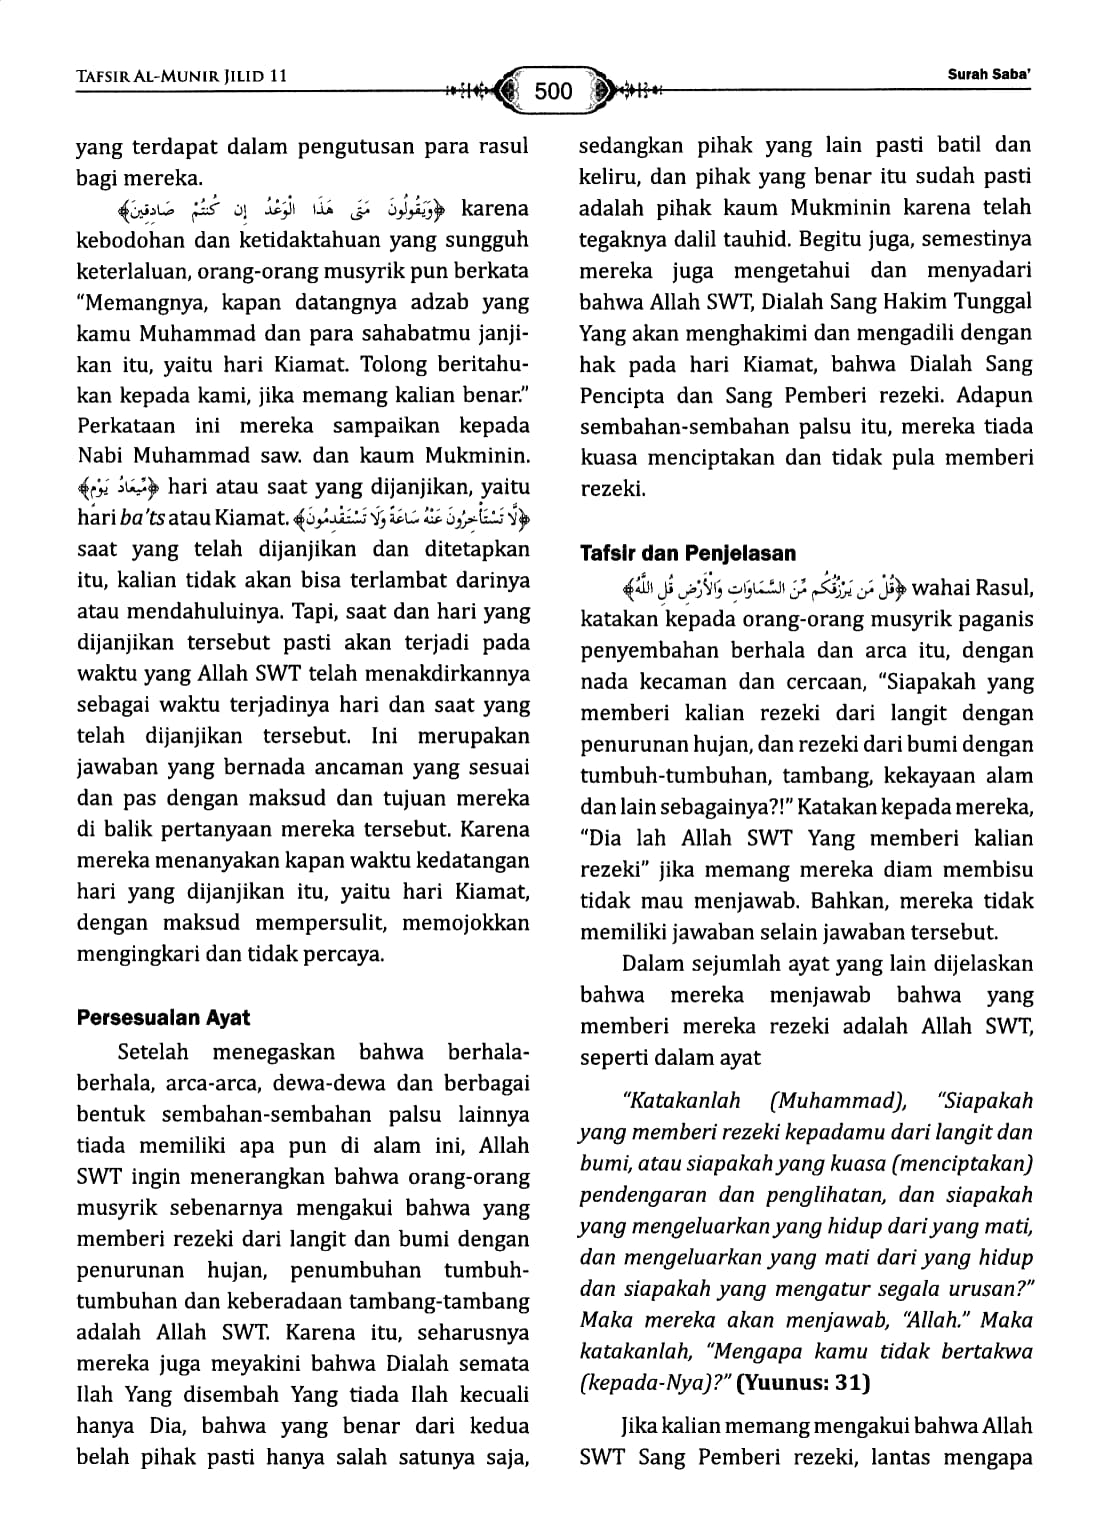 TAFSIR AL-MUNIR JILID 11
500
Surah Saba'
yang terdapat dalam pengutusan para rasul
bagi mereka.
﴿وَيَقُولُونَ مَتَى هَذَا الْوَعْدُ إِن كُنتُمْ صَادِقِينَ﴾ karena
kebodohan dan ketidaktahuan yang sungguh
keterlaluan, orang-orang musyrik pun berkata
“Memangnya, kapan datangnya adzab yang
kamu Muhammad dan para sahabatmu janji-
kan itu, yaitu hari Kiamat. Tolong beritahu-
kan kepada kami, jika memang kalian benar.”
Perkataan ini mereka sampaikan kepada
Nabi Muhammad saw. dan kaum Mukminin.
﴿مِّيعَادُ يَوْمٍ﴾ hari atau saat yang dijanjikan, yaitu
hari ba'ts atau Kiamat. ﴿لَّا تَسْتَأْخِرُونَ عَنْهُ سَاعَةً وَلَا تَسْتَقْدِمُونَ﴾
saat yang telah dijanjikan dan ditetapkan
itu, kalian tidak akan bisa terlambat darinya
atau mendahuluinya. Tapi, saat dan hari yang
dijanjikan tersebut pasti akan terjadi pada
waktu yang Allah SWT telah menakdirkannya
sebagai waktu terjadinya hari dan saat yang
telah dijanjikan tersebut. Ini merupakan
jawaban yang bernada ancaman yang sesuai
dan pas dengan maksud dan tujuan mereka
di balik pertanyaan mereka tersebut. Karena
mereka menanyakan kapan waktu kedatangan
hari yang dijanjikan itu, yaitu hari Kiamat,
dengan maksud mempersulit, memojokkan
mengingkari dan tidak percaya.
Persesuaian Ayat
Setelah menegaskan bahwa berhala-
berhala, arca-arca, dewa-dewa dan berbagai
bentuk sembahan-sembahan palsu lainnya
tiada memiliki apa pun di alam ini, Allah
SWT ingin menerangkan bahwa orang-orang
musyrik sebenarnya mengakui bahwa yang
memberi rezeki dari langit dan bumi dengan
penurunan hujan, penumbuhan tumbuh-
tumbuhan dan keberadaan tambang-tambang
adalah Allah SWT. Karena itu, seharusnya
mereka juga meyakini bahwa Dialah semata
Ilah Yang disembah Yang tiada Ilah kecuali
hanya Dia, bahwa yang benar dari kedua
belah pihak pasti hanya salah satunya saja,
sedangkan pihak yang lain pasti batil dan
keliru, dan pihak yang benar itu sudah pasti
adalah pihak kaum Mukminin karena telah
tegaknya dalil tauhid. Begitu juga, semestinya
mereka juga mengetahui dan menyadari
bahwa Allah SWT, Dialah Sang Hakim Tunggal
Yang akan menghakimi dan mengadili dengan
hak pada hari Kiamat, bahwa Dialah Sang
Pencipta dan Sang Pemberi rezeki. Adapun
sembahan-sembahan palsu itu, mereka tiada
kuasa menciptakan dan tidak pula memberi
rezeki.
Tafsir dan Penjelasan
﴿قُلْ مَن يَرْزُقُكُم مِّنَ السَّمَاوَاتِ وَالْأَرْضِ قُلِ اللَّهُ﴾ wahai Rasul,
katakan kepada orang-orang musyrik paganis
penyembahan berhala dan arca itu, dengan
nada kecaman dan cercaan, “Siapakah yang
memberi kalian rezeki dari langit dengan
penurunan hujan, dan rezeki dari bumi dengan
tumbuh-tumbuhan, tambang, kekayaan alam
dan lain sebagainya?!” Katakan kepada mereka,
“Dia lah Allah SWT Yang memberi kalian
rezeki” jika memang mereka diam membisu
tidak mau menjawab. Bahkan, mereka tidak
memiliki jawaban selain jawaban tersebut.
Dalam sejumlah ayat yang lain dijelaskan
bahwa mereka menjawab bahwa yang
memberi mereka rezeki adalah Allah SWT,
seperti dalam ayat
“Katakanlah (Muhammad), “Siapakah
yang memberi rezeki kepadamu dari langit dan
bumi, atau siapakah yang kuasa (menciptakan)
pendengaran dan penglihatan, dan siapakah
yang mengeluarkan yang hidup dari yang mati,
dan mengeluarkan yang mati dari yang hidup
dan siapakah yang mengatur segala urusan?”
Maka mereka akan menjawab, “Allah.” Maka
katakanlah, “Mengapa kamu tidak bertakwa
(kepada-Nya)?” (Yuunus: 31)
Jika kalian memang mengakui bahwa Allah
SWT Sang Pemberi rezeki, lantas mengapa